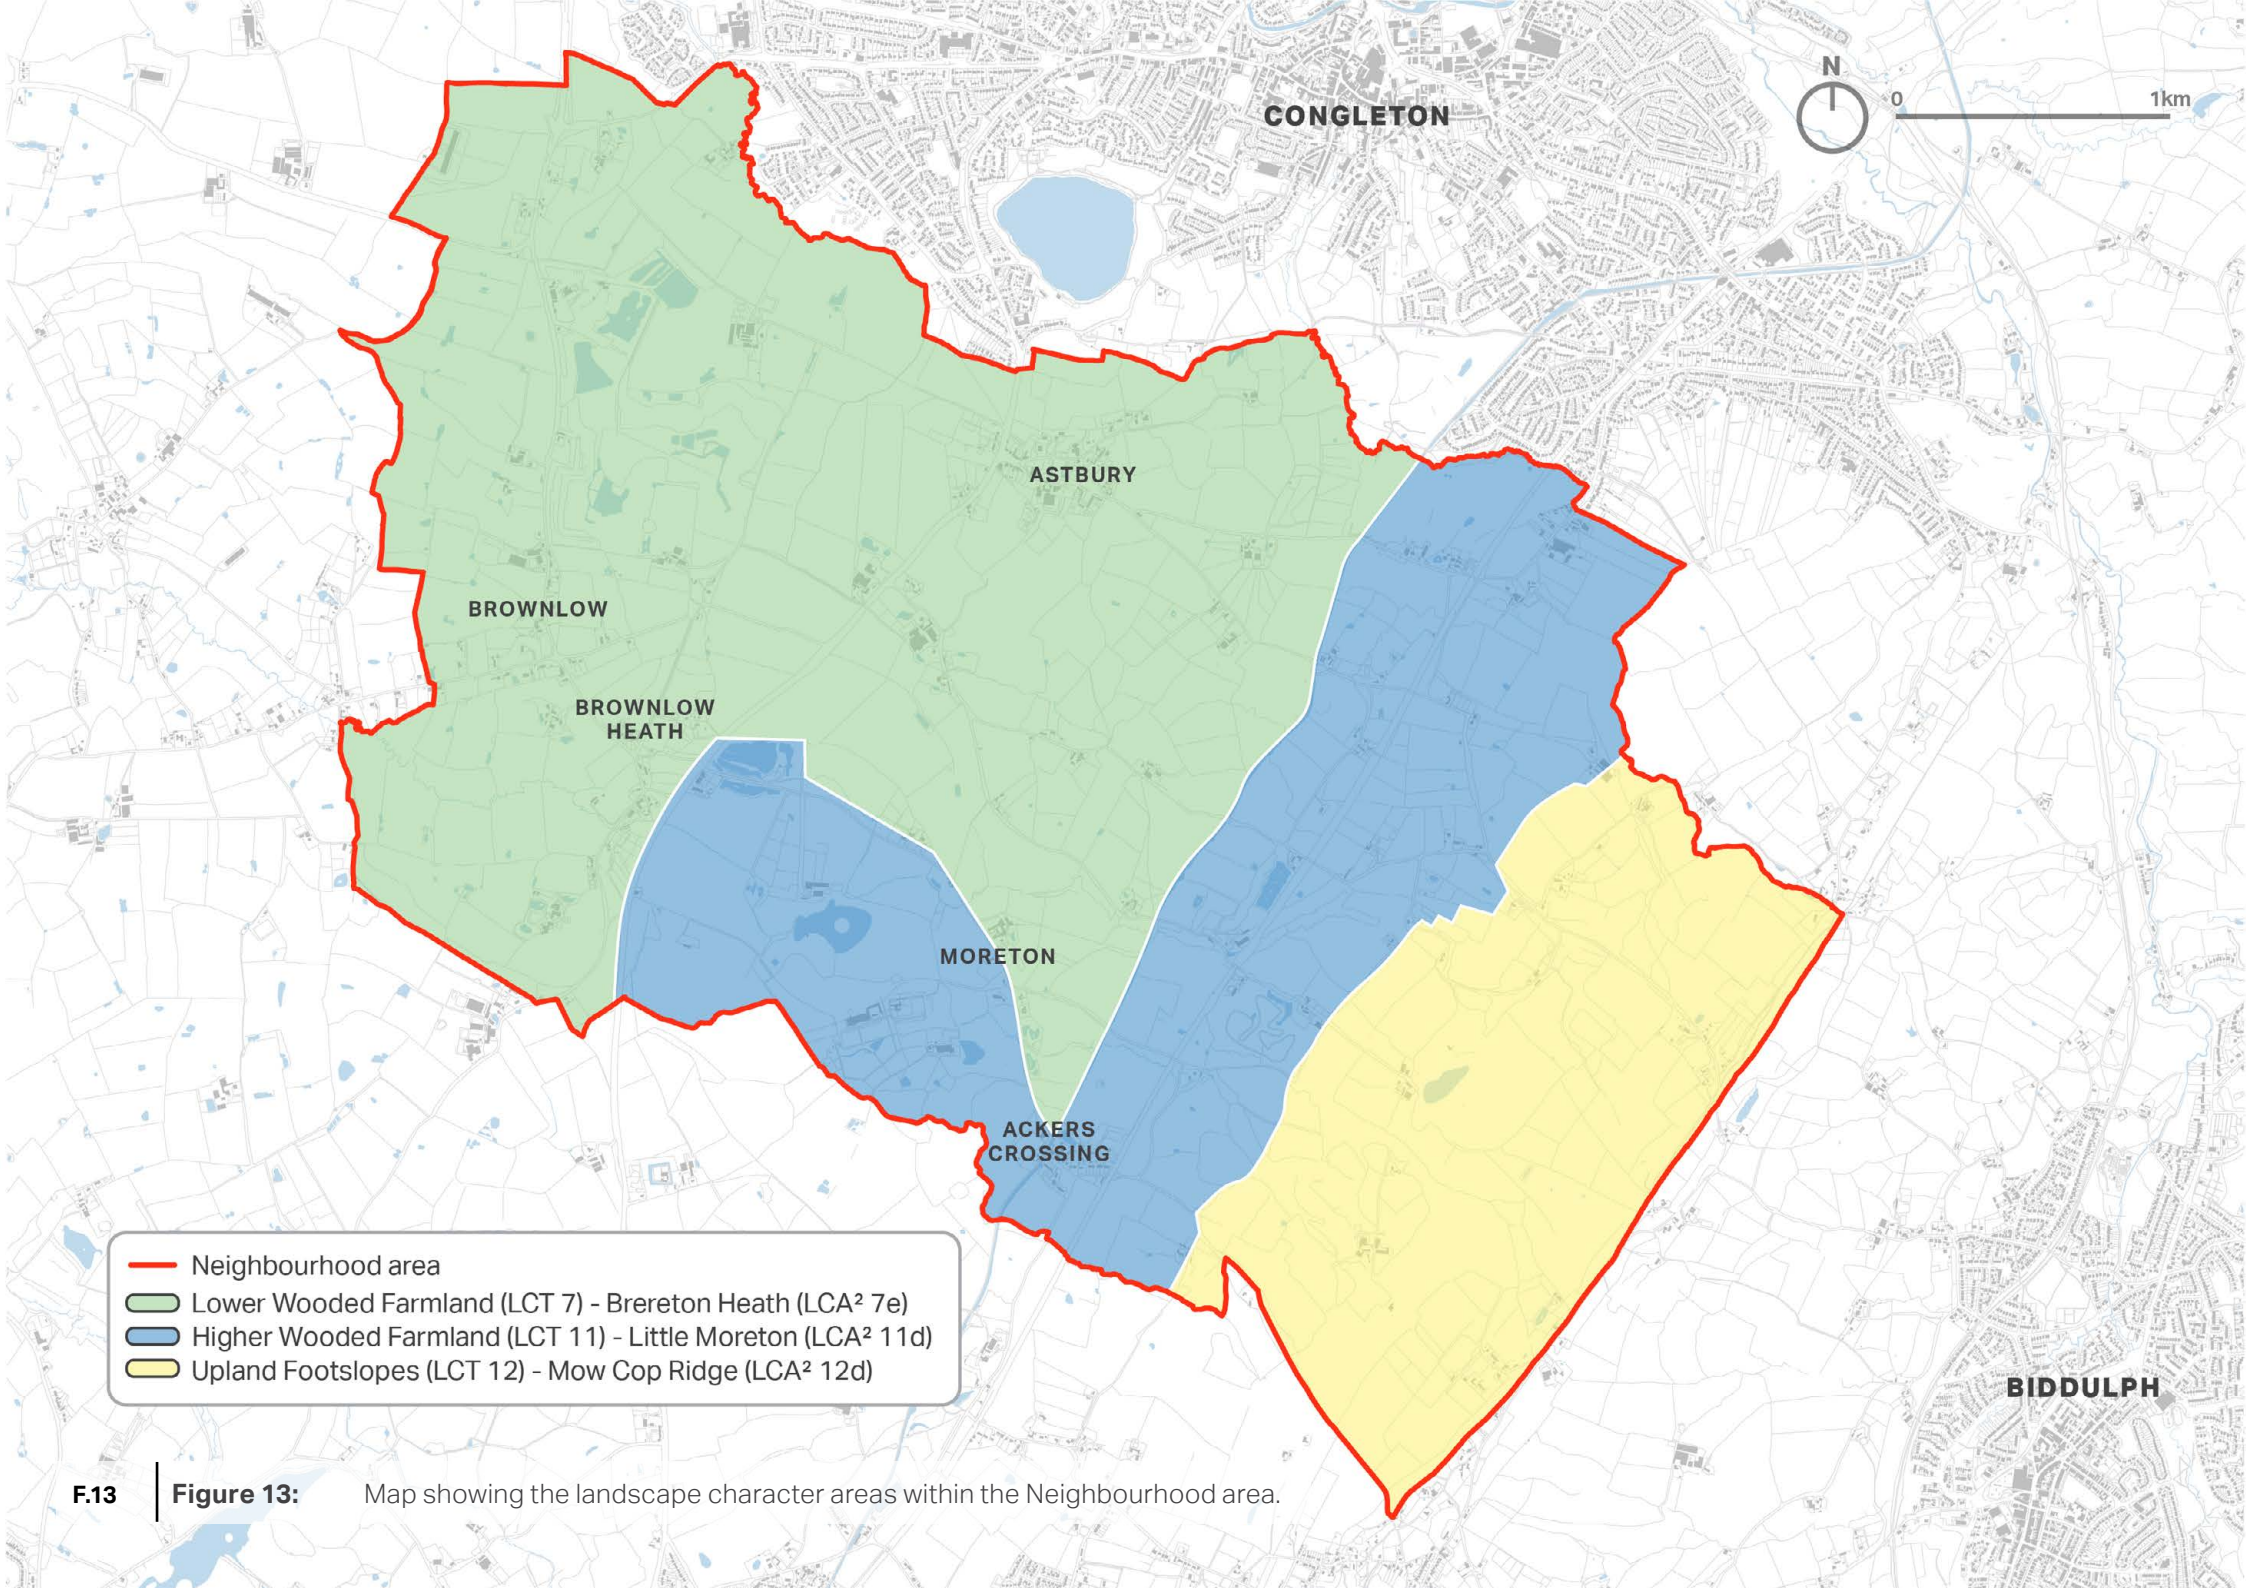 N
0
1km
CONGLETON
ASTBURY
BROWNLOW
BROWNLOW
HEATH
MORETON
ACKERS
CROSSING
BIDDULPH
Neighbourhood area
Lower Wooded Farmland (LCT 7) - Brereton Heath (LCA² 7e)
Higher Wooded Farmland (LCT 11) - Little Moreton (LCA² 11d)
Upland Footslopes (LCT 12) - Mow Cop Ridge (LCA² 12d)
F.13
Figure 13: Map showing the landscape character areas within the Neighbourhood area.